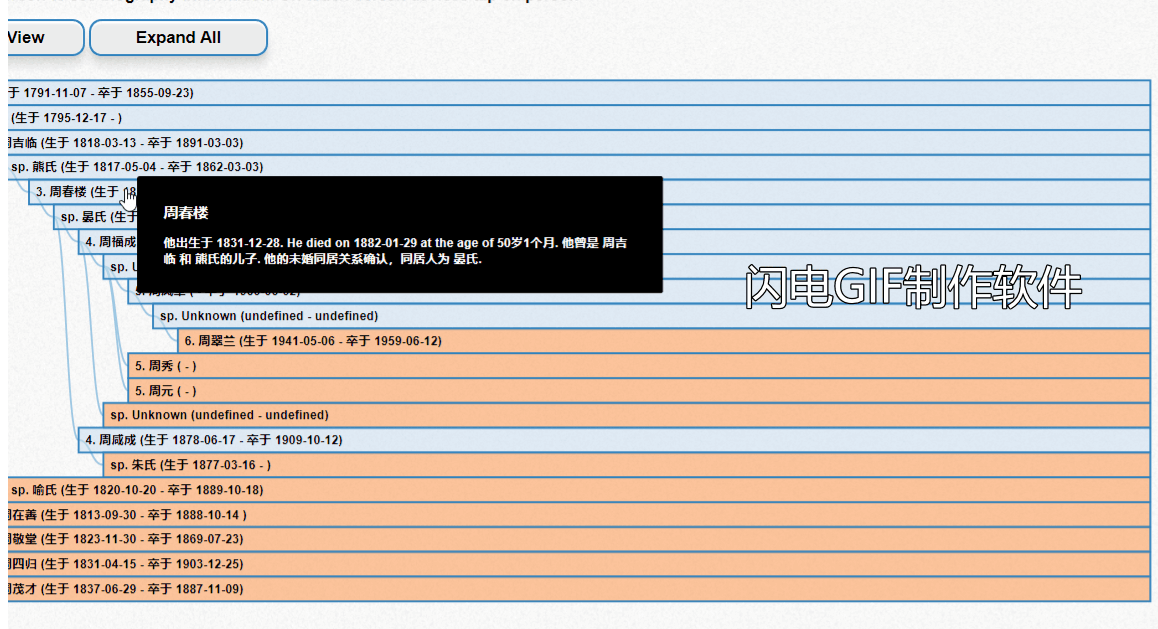 View
Expand All
于 1791-11-07 - 卒于 1855-09-23)
(生于 1795-12-17 - )
吉临 (生于 1818-03-13 - 卒于 1891-03-03)
sp. 熊氏 (生于 1817-05-04 - 卒于 1862-03-03)
3. 周春楼 (生于 18
周春楼
sp. 晏氏 (生于
他出生于 1831-12-28. He died on 1882-01-29 at the age of 50岁1个月. 他曾是 周吉
4. 周福成
临 和 熊氏的儿子. 他的未婚同居关系确认，同居人为 晏氏.
sp. U
闪电GIF制作软件
sp. Unknown (undefined - undefined)
6. 周翠兰 (生于 1941-05-06 - 卒于 1959-06-12)
5. 周秀 ( - )
5. 周元 ( - )
sp. Unknown (undefined - undefined)
4. 周咸成 (生于 1878-06-17 - 卒于 1909-10-12)
sp. 朱氏 (生于 1877-03-16 - )
sp. 喻氏 (生于 1820-10-20 - 卒于 1889-10-18)
在善 (生于 1813-09-30 - 卒于 1888-10-14 )
敬堂 (生于 1823-11-30 - 卒于 1869-07-23)
四归 (生于 1831-04-15 - 卒于 1903-12-25)
茂才 (生于 1837-06-29 - 卒于 1887-11-09)